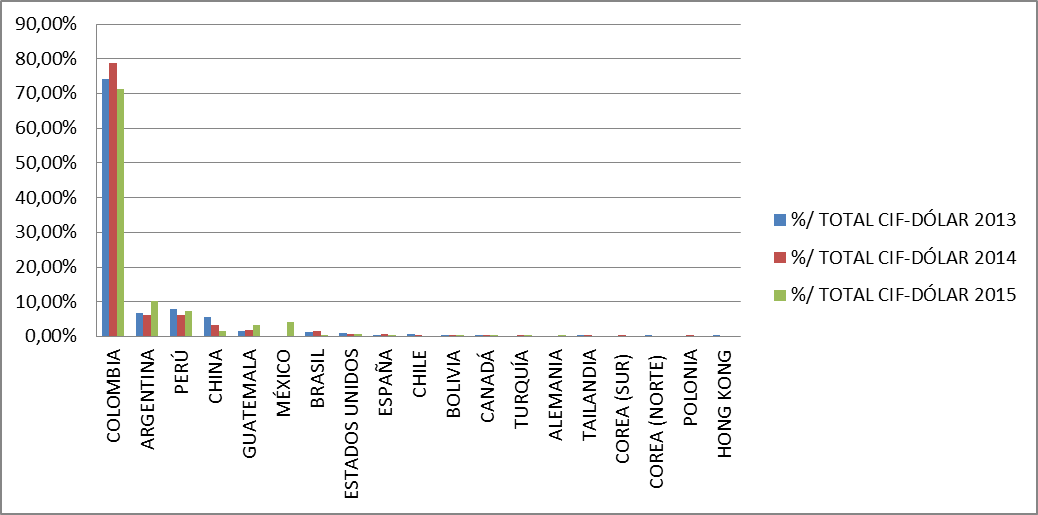 90,00%
80,00%
70,00%
60,00%
50,00%
40,00%
30,00%
20,00%
10,00%
0,00%
COLOMBIA
ARGENTINA
PERÚ
CHINA
GUATEMALA
MÉXICO
BRASIL
ESTADOS UNIDOS
ESPAÑA
CHILE
BOLIVIA
CANADÁ
TURQUÍA
ALEMANIA
TAILANDIA
COREA (SUR)
COREA (NORTE)
POLONIA
HONG KONG
%/ TOTAL CIF-DÓLAR 2013
%/ TOTAL CIF-DÓLAR 2014
%/ TOTAL CIF-DÓLAR 2015